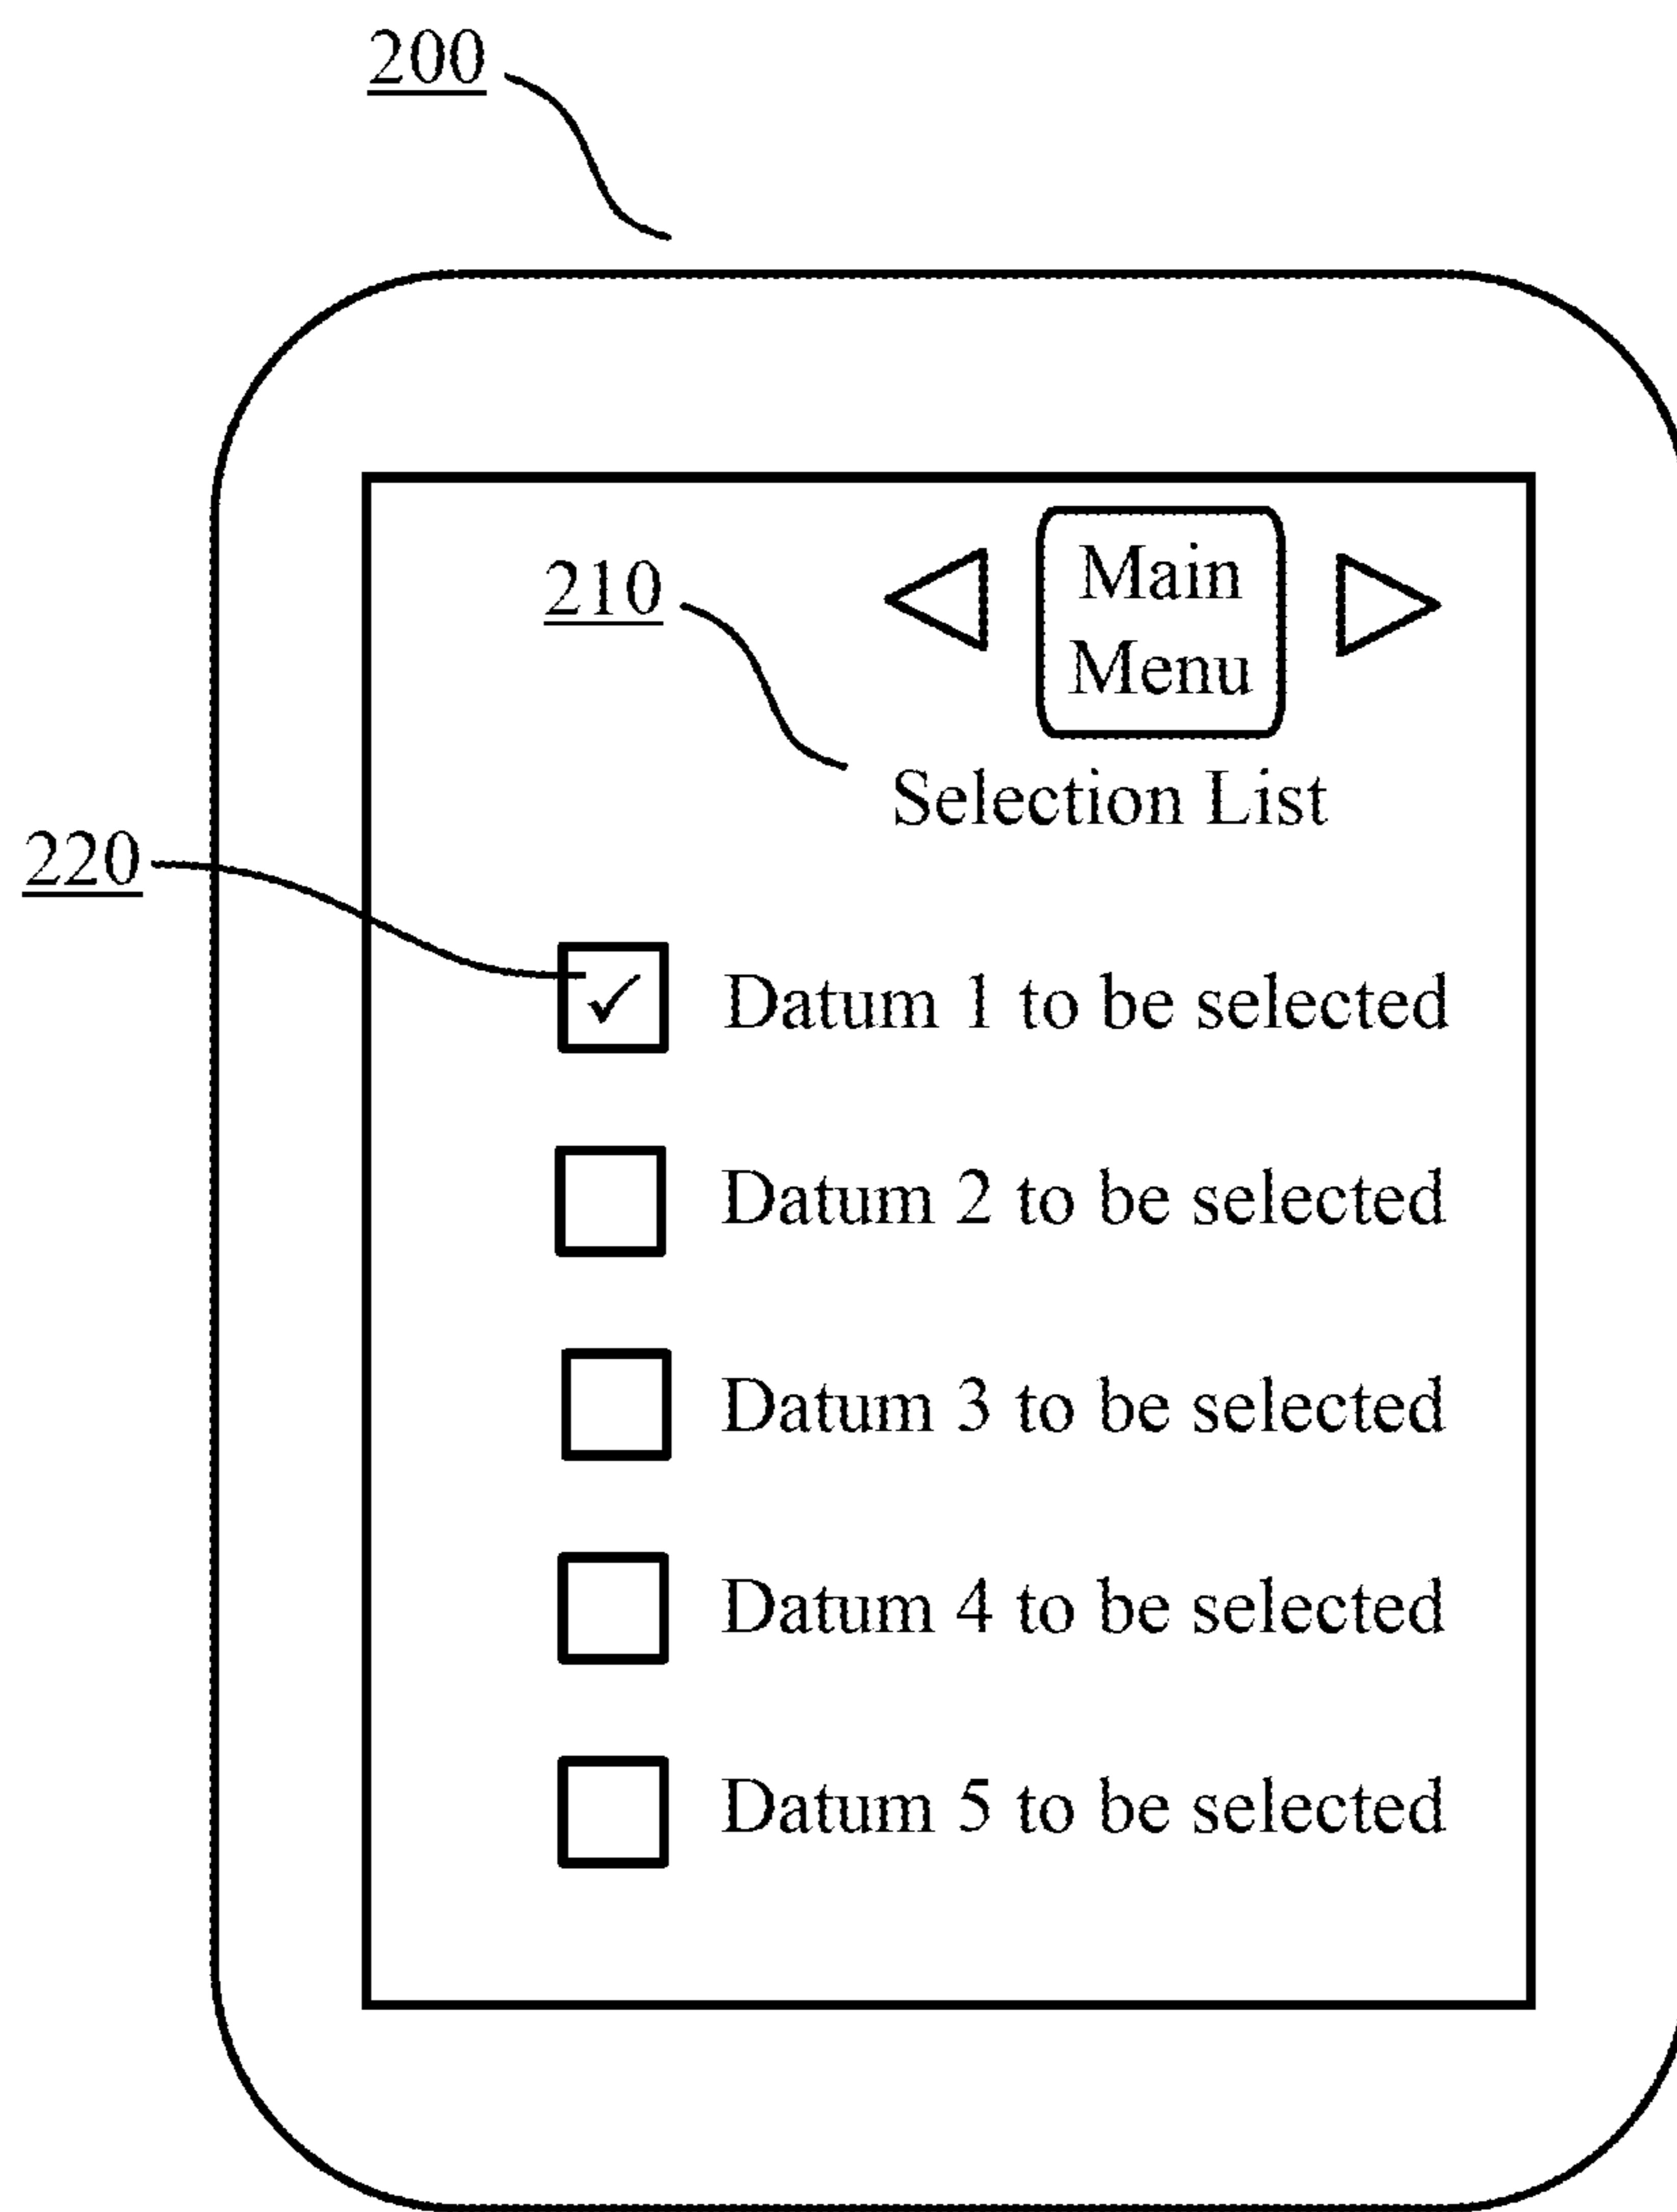 200
210
Main
Menu
Selection List
220
✓ Datum 1 to be selected
Datum 2 to be selected
Datum 3 to be selected
Datum 4 to be selected
Datum 5 to be selected